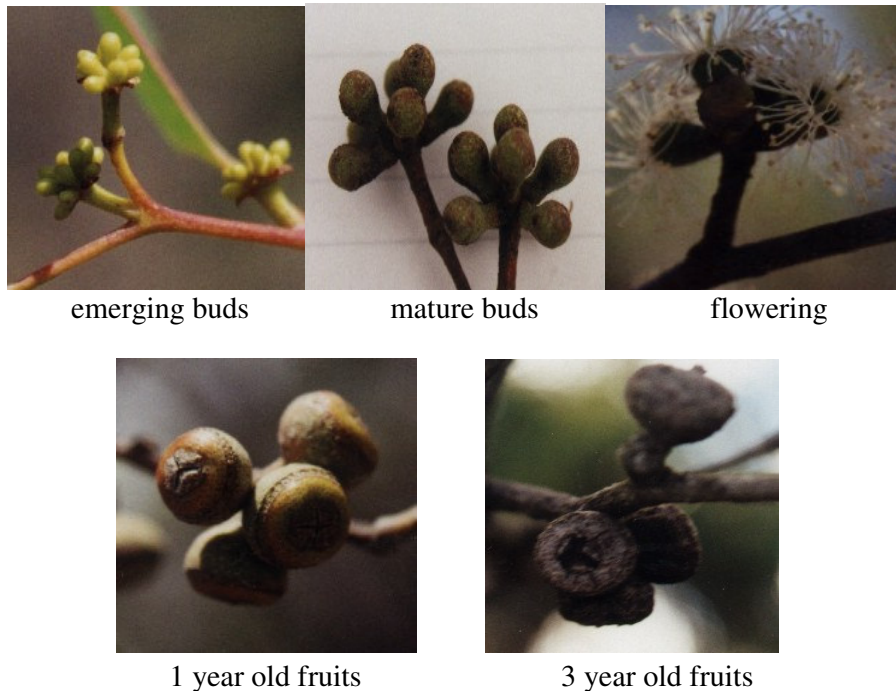 emerging buds
mature buds
flowering
1 year old fruits
3 year old fruits